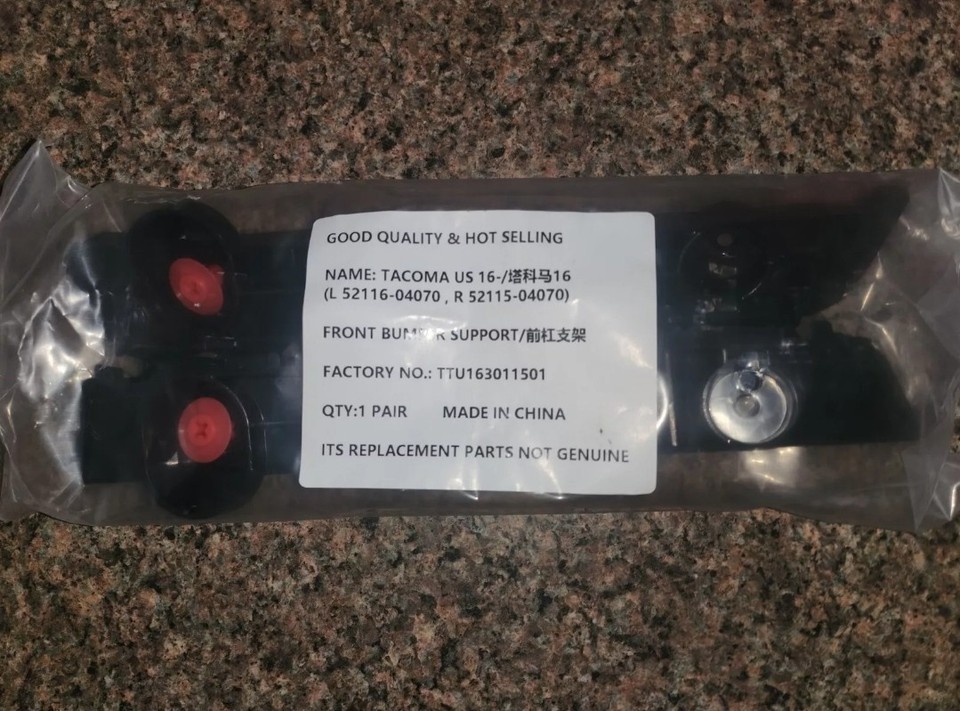 GOOD QUALITY & HOT SELLING
NAME: TACOMA US 16-/塔科马16
(L 52116-04070 , R 52115-04070)
FRONT BUMPER SUPPORT/前杠支架
FACTORY NO.: TTU163011501
QTY:1 PAIR MADE IN CHINA
ITS REPLACEMENT PARTS NOT GENUINE